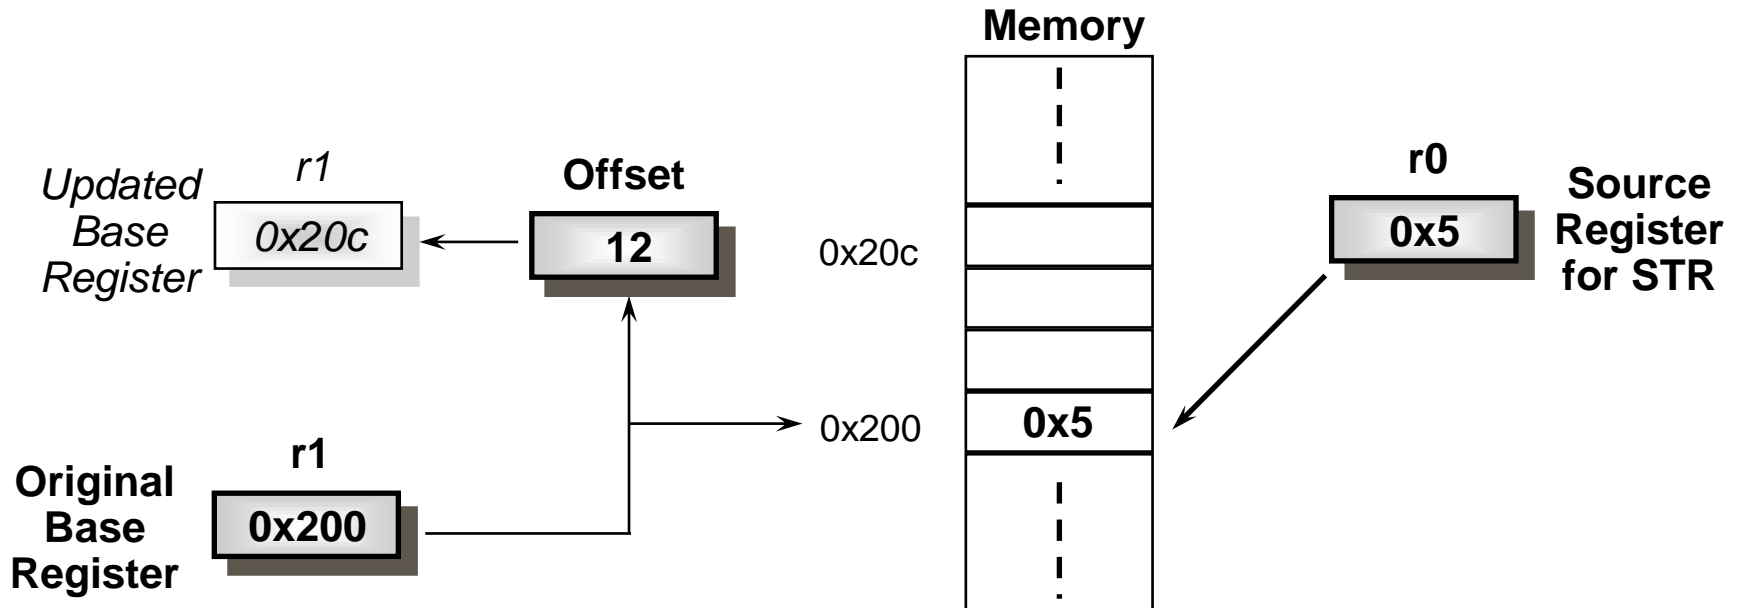 Memory
r1
Updated
Base
Register
0x20c
Offset
12
0x20c
r0
0x5
Source
Register
for STR
0x200
0x5
r1
Original
Base
Register
0x200